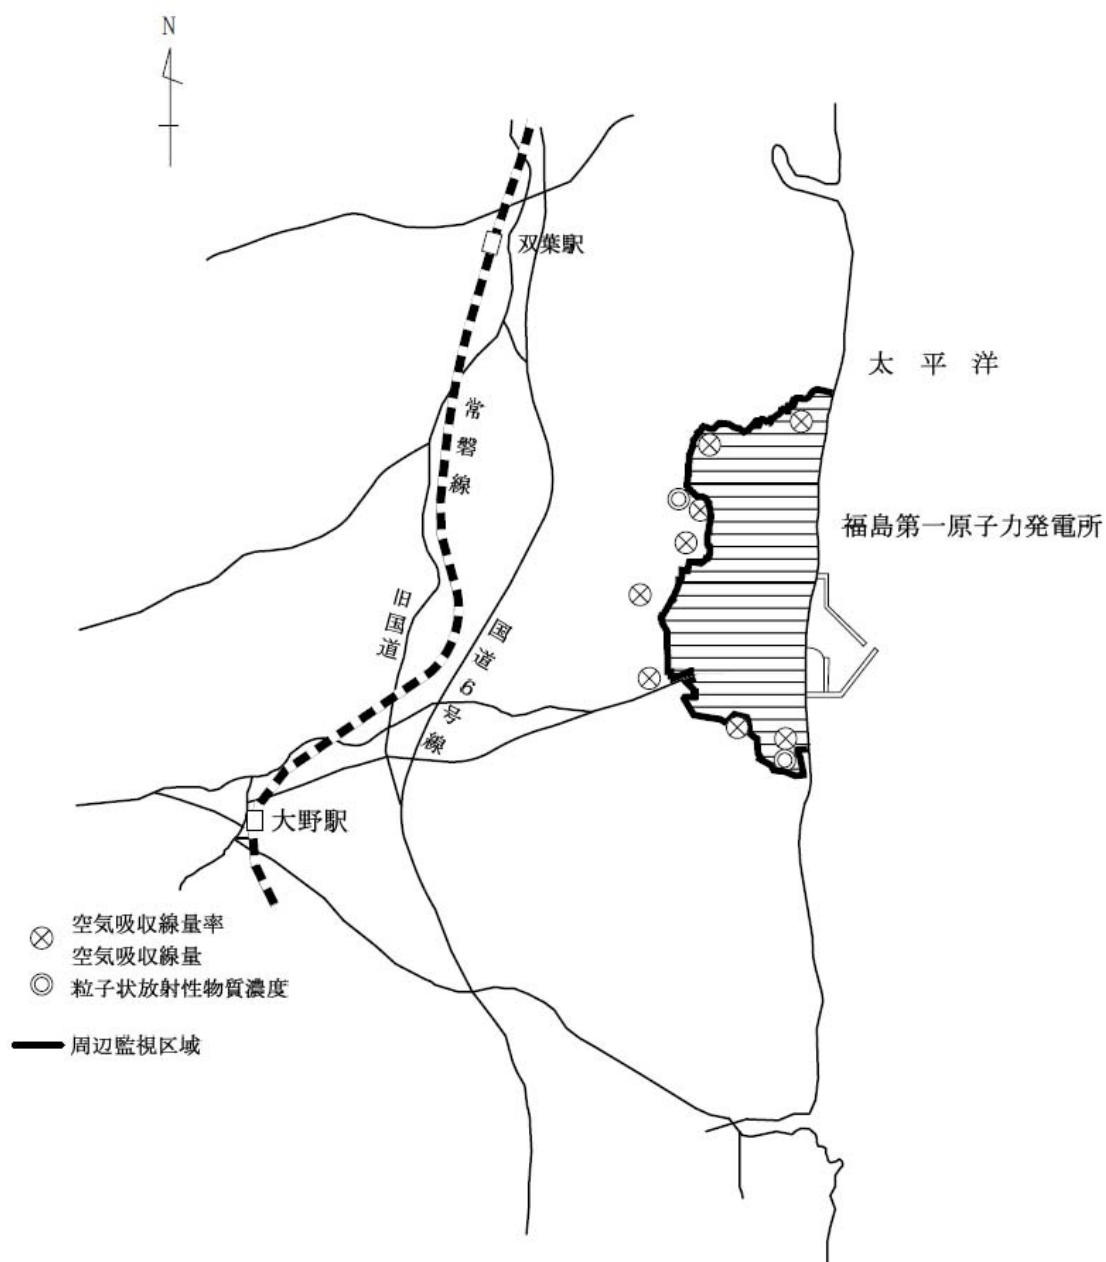 N
双葉駅
太平洋
常磐線
福島第一原子力発電所
旧国道
国道6号線
大野駅
空気吸収線量率
空気吸収線量
粒子状放射性物質濃度
周辺監視区域